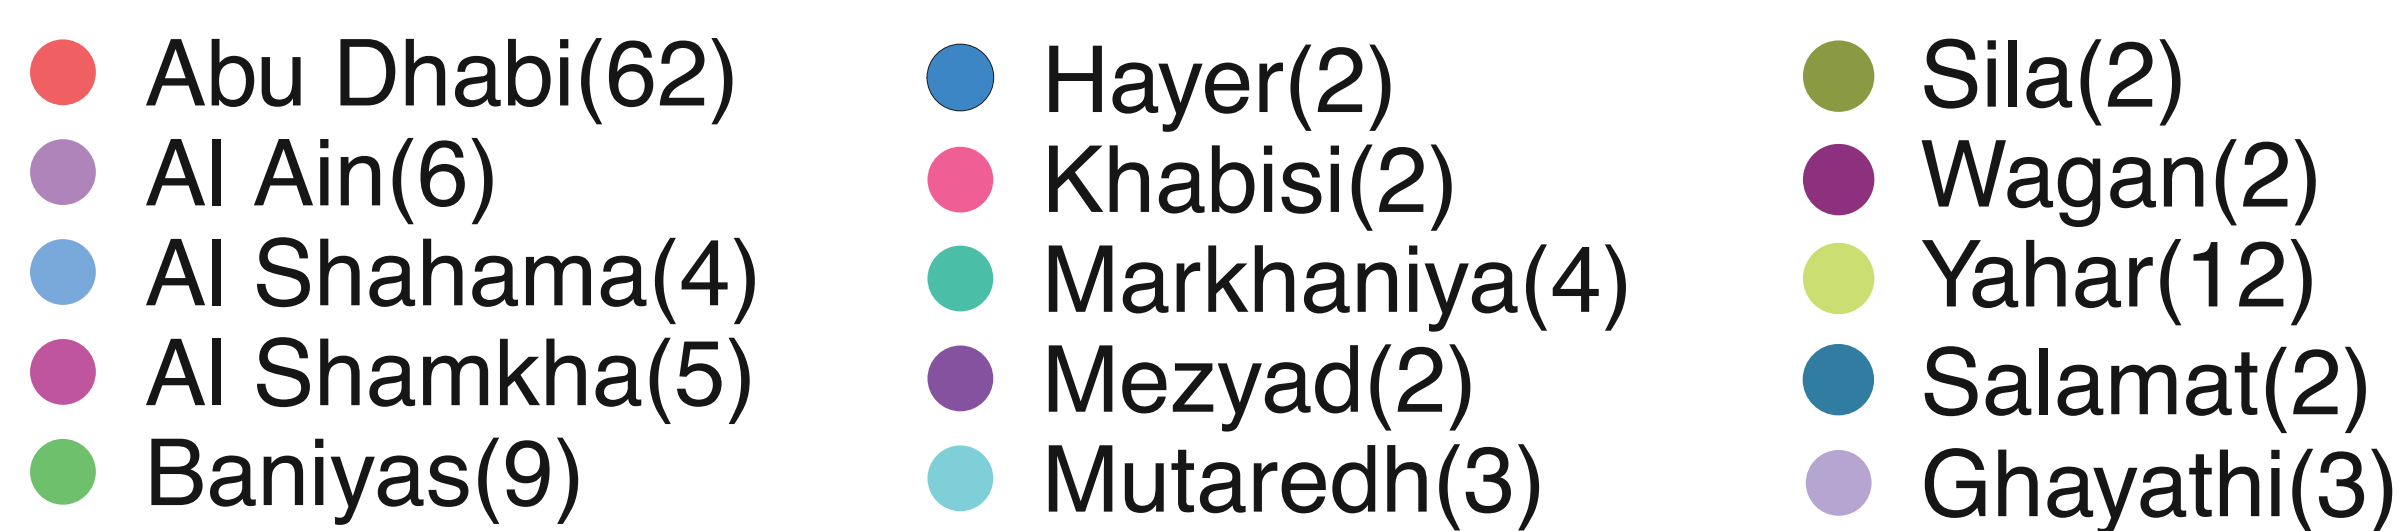 Abu Dhabi(62)
Al Ain(6)
Al Shahama(4)
Al Shamkha(5)
Baniyas(9)
Hayer(2)
Khabisi(2)
Markhaniya(4)
Mezyad(2)
Mutaredh(3)
Sila(2)
Wagan(2)
Yahar(12)
Salamat(2)
Ghayathi(3)